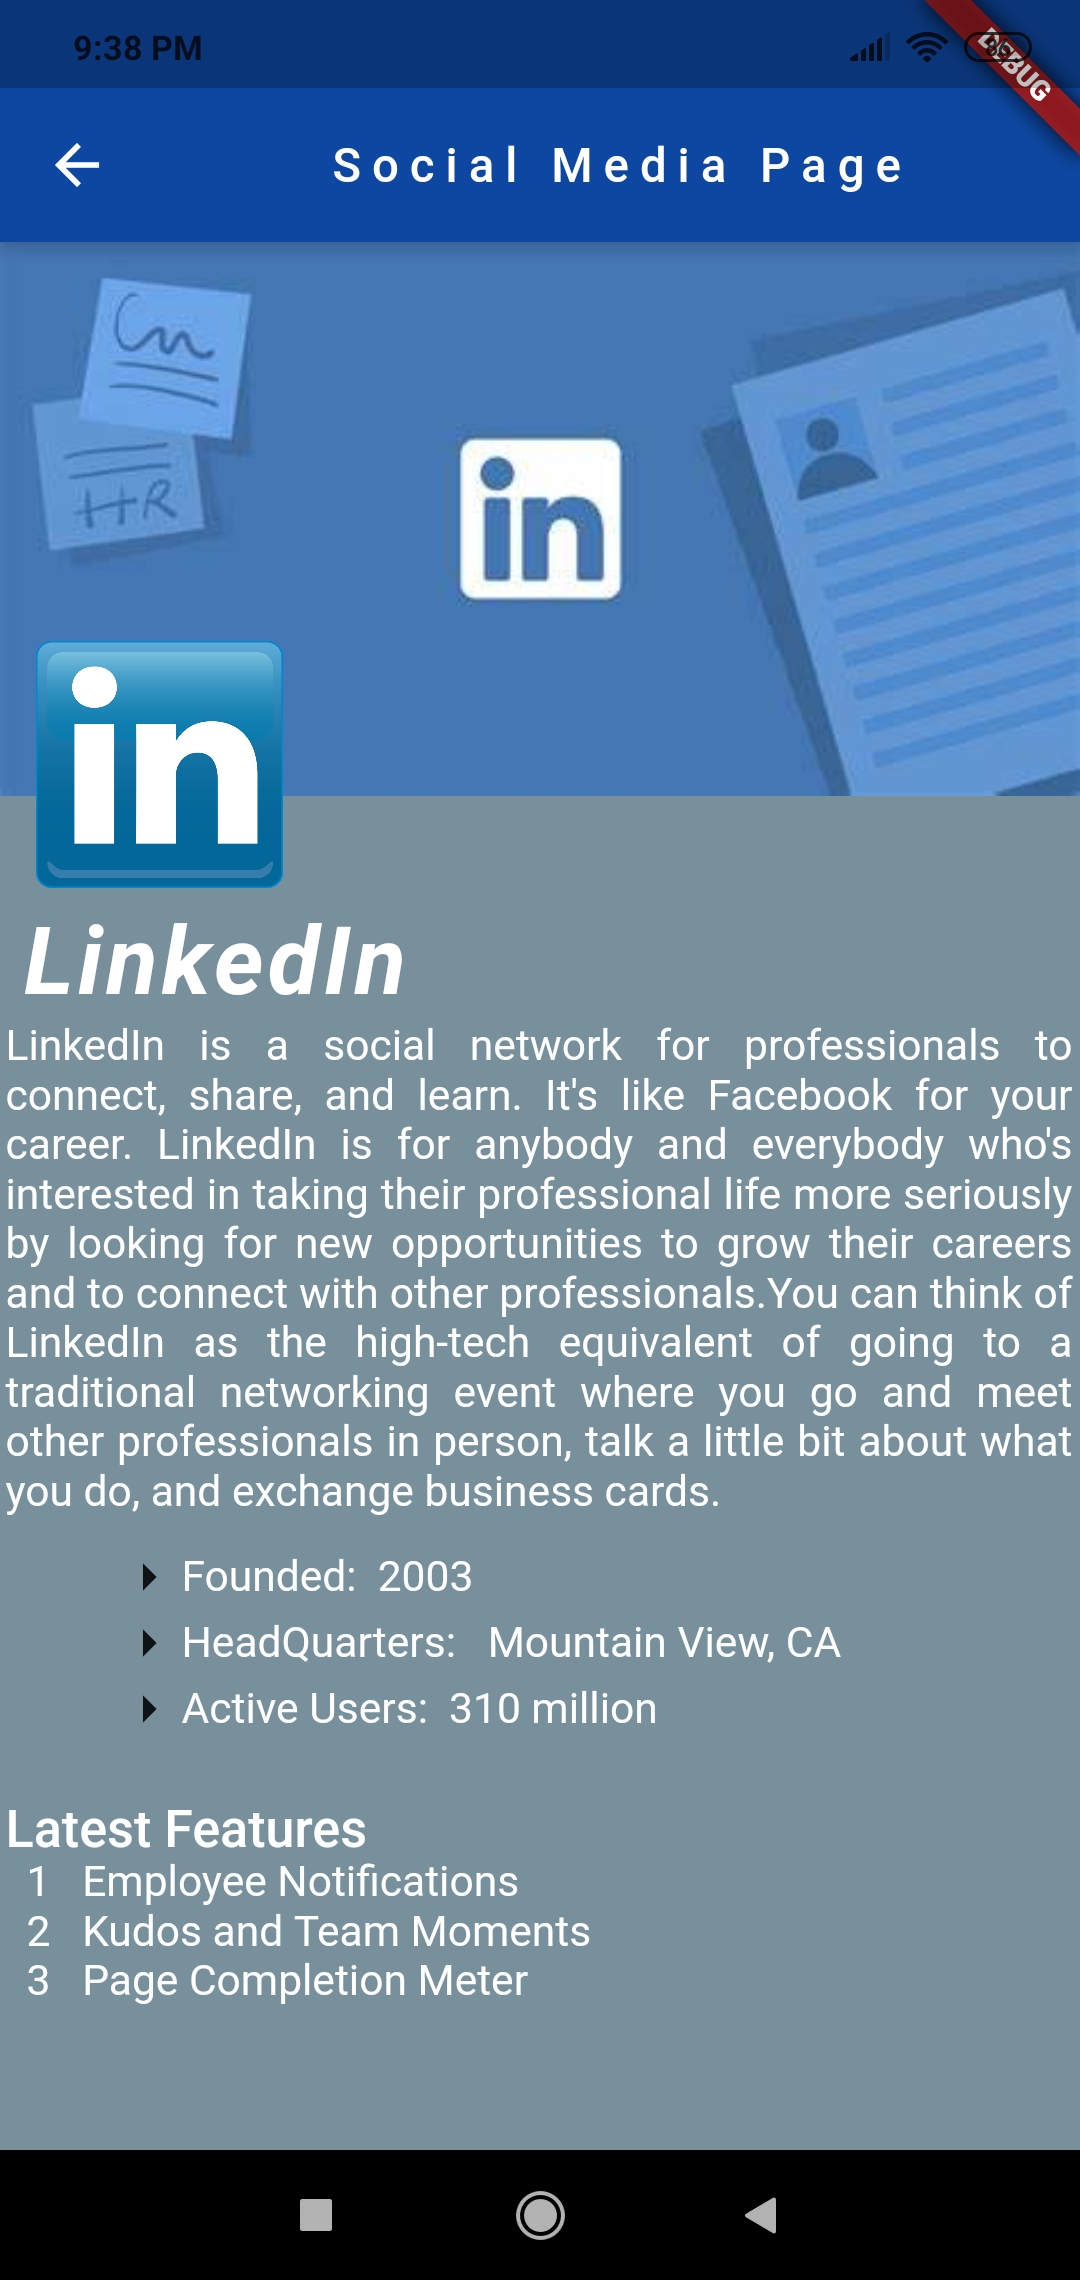 9:38 PM
DEBUG
Social Media Page
Cn
HR
in
in
LinkedIn
LinkedIn is a social network for professionals to
connect, share, and learn. It's like Facebook for your
career. LinkedIn is for anybody and everybody who's
interested in taking their professional life more seriously
by looking for new opportunities to grow their careers
and to connect with other professionals.You can think of
LinkedIn as the high-tech equivalent of going to a
traditional networking event where you go and meet
other professionals in person, talk a little bit about what
you do, and exchange business cards.
Founded: 2003
HeadQuarters: Mountain View, CA
Active Users: 310 million
Latest Features
1 Employee Notifications
2 Kudos and Team Moments
3 Page Completion Meter